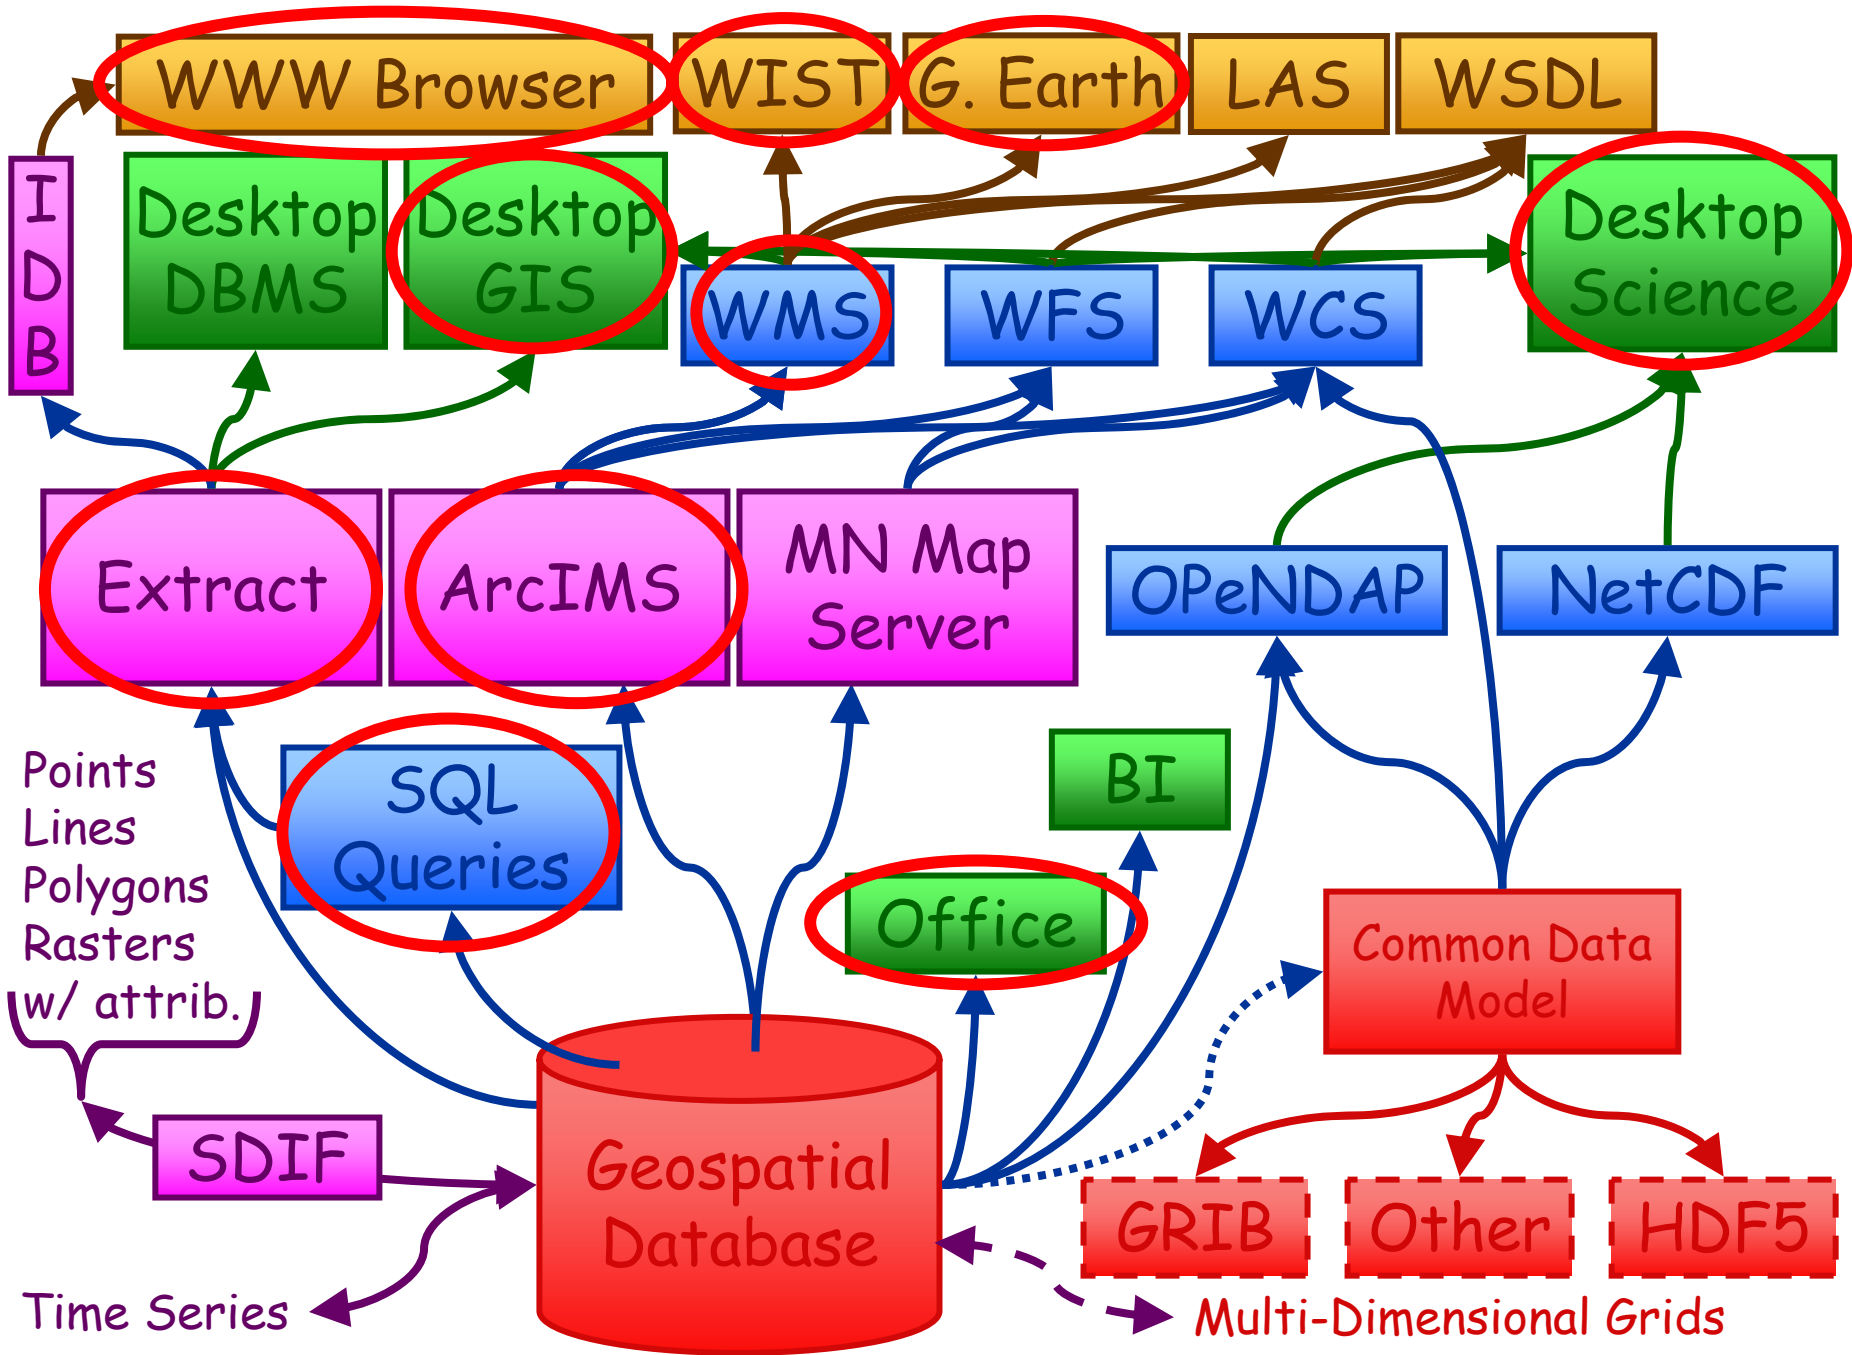 WWW Browser
WIST
G. Earth
LAS
WSDL
I
D
B
Desktop
DBMS
Desktop
GIS
WMS
WFS
WCS
Desktop
Science
Extract
ArcIMS
MN Map
Server
OPeNDAP
NetCDF
Points
Lines
Polygons
Rasters
w/ attrib.
SQL
Queries
BI
Office
Common Data
Model
SDIF
Geospatial
Database
GRIB
Other
HDF5
Time Series
Multi-Dimensional Grids